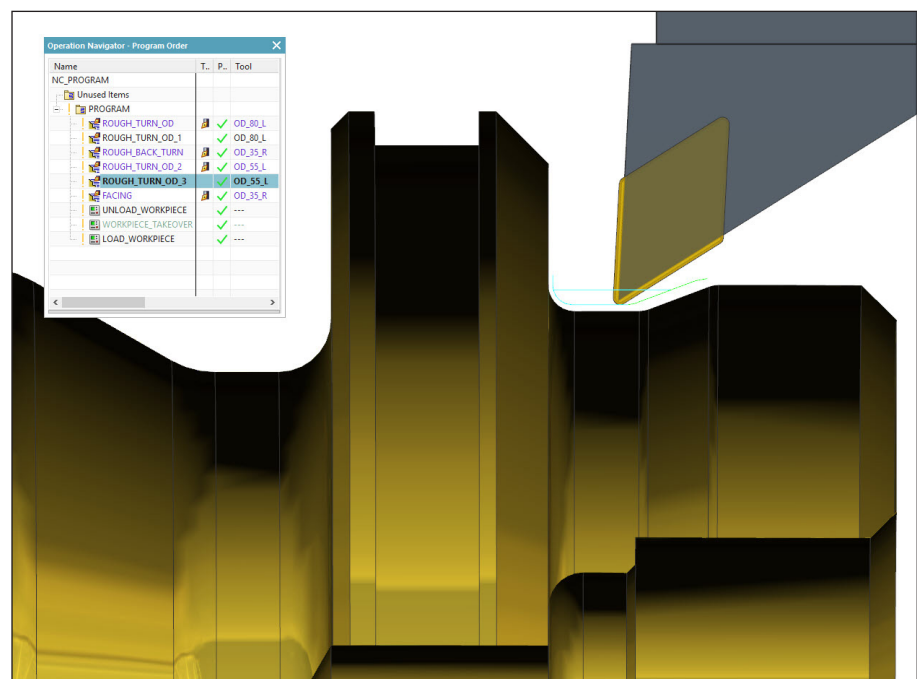 Operation Navigator - Program Order
Name T.. P.. Tool
NC_PROGRAM
Unused Items
PROGRAM
ROUGH_TURN_OD OD_80_L
ROUGH_TURN_OD_1 OD_80_L
ROUGH_BACK_TURN OD_35_R
ROUGH_TURN_OD_2 OD_55_L
ROUGH_TURN_OD_3 OD_55_L
FACING OD_35_R
UNLOAD_WORKPIECE ---
WORKPIECE_TAKEOVER ---
LOAD_WORKPIECE ---